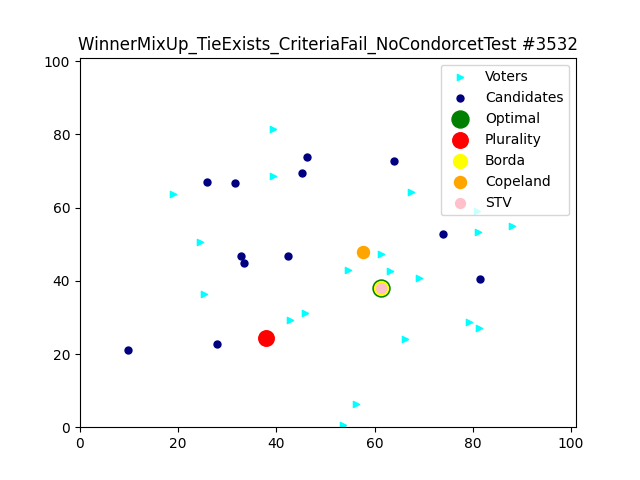 WinnerMixUp_TieExists_CriteriaFail_NoCondorcetTest #3532
100
80
60
40
20
0
0
20
40
60
80
100
Voters
Candidates
Optimal
Plurality
Borda
Copeland
STV